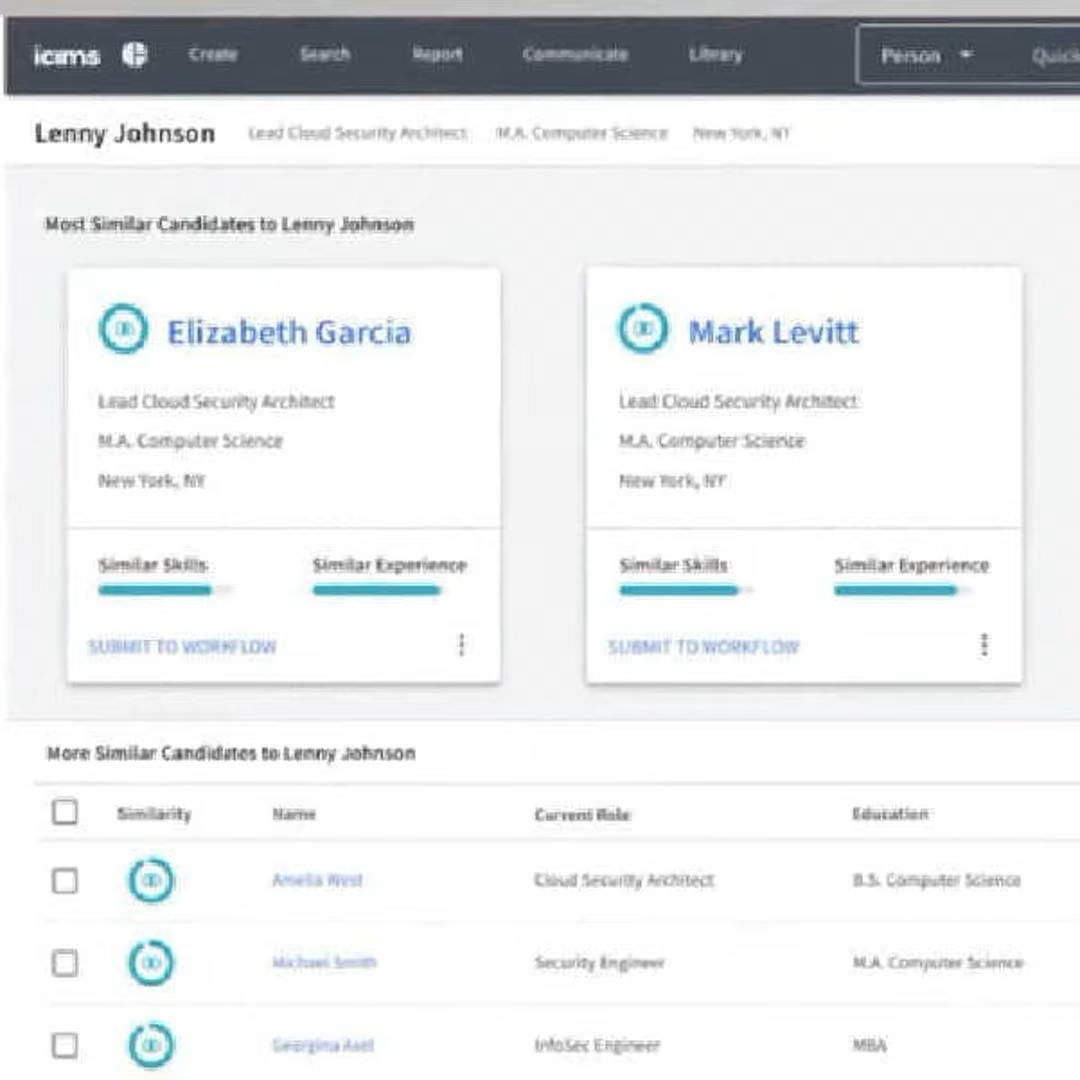 icims Create Search Report Communicate Library Person Quick
Lenny Johnson Lead Cloud Security Architect M.A. Computer Science New York, NY
Most Similar Candidates to Lenny Johnson
Elizabeth Garcia
Lead Cloud Security Architect
M.A. Computer Science
New York, NY
Similar Skills Similar Experience
SUBMIT TO WORKFLOW
Mark Levitt
Lead Cloud Security Architect
M.A. Computer Science
New York, NY
Similar Skills Similar Experience
SUBMIT TO WORKFLOW
More Similar Candidates to Lenny Johnson
Similarity Name Current Role Education
Amelia West Cloud Security Architect B.S. Computer Science
Michael Smith Security Engineer M.A. Computer Science
Georgina Axel InfoSec Engineer MBA